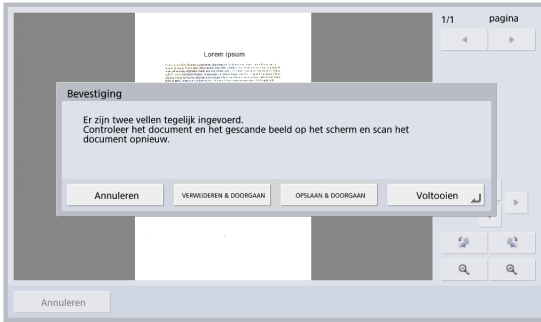 1/1 pagina
Lorem ipsum
Bevestiging
Er zijn twee vellen tegelijk ingevoerd.
Controleer het document en het gescande beeld op het scherm en scan het
document opnieuw.
Annuleren VERWIJDEREN & DOORGAAN OPSLAAN & DOORGAAN Voltooien
Annuleren